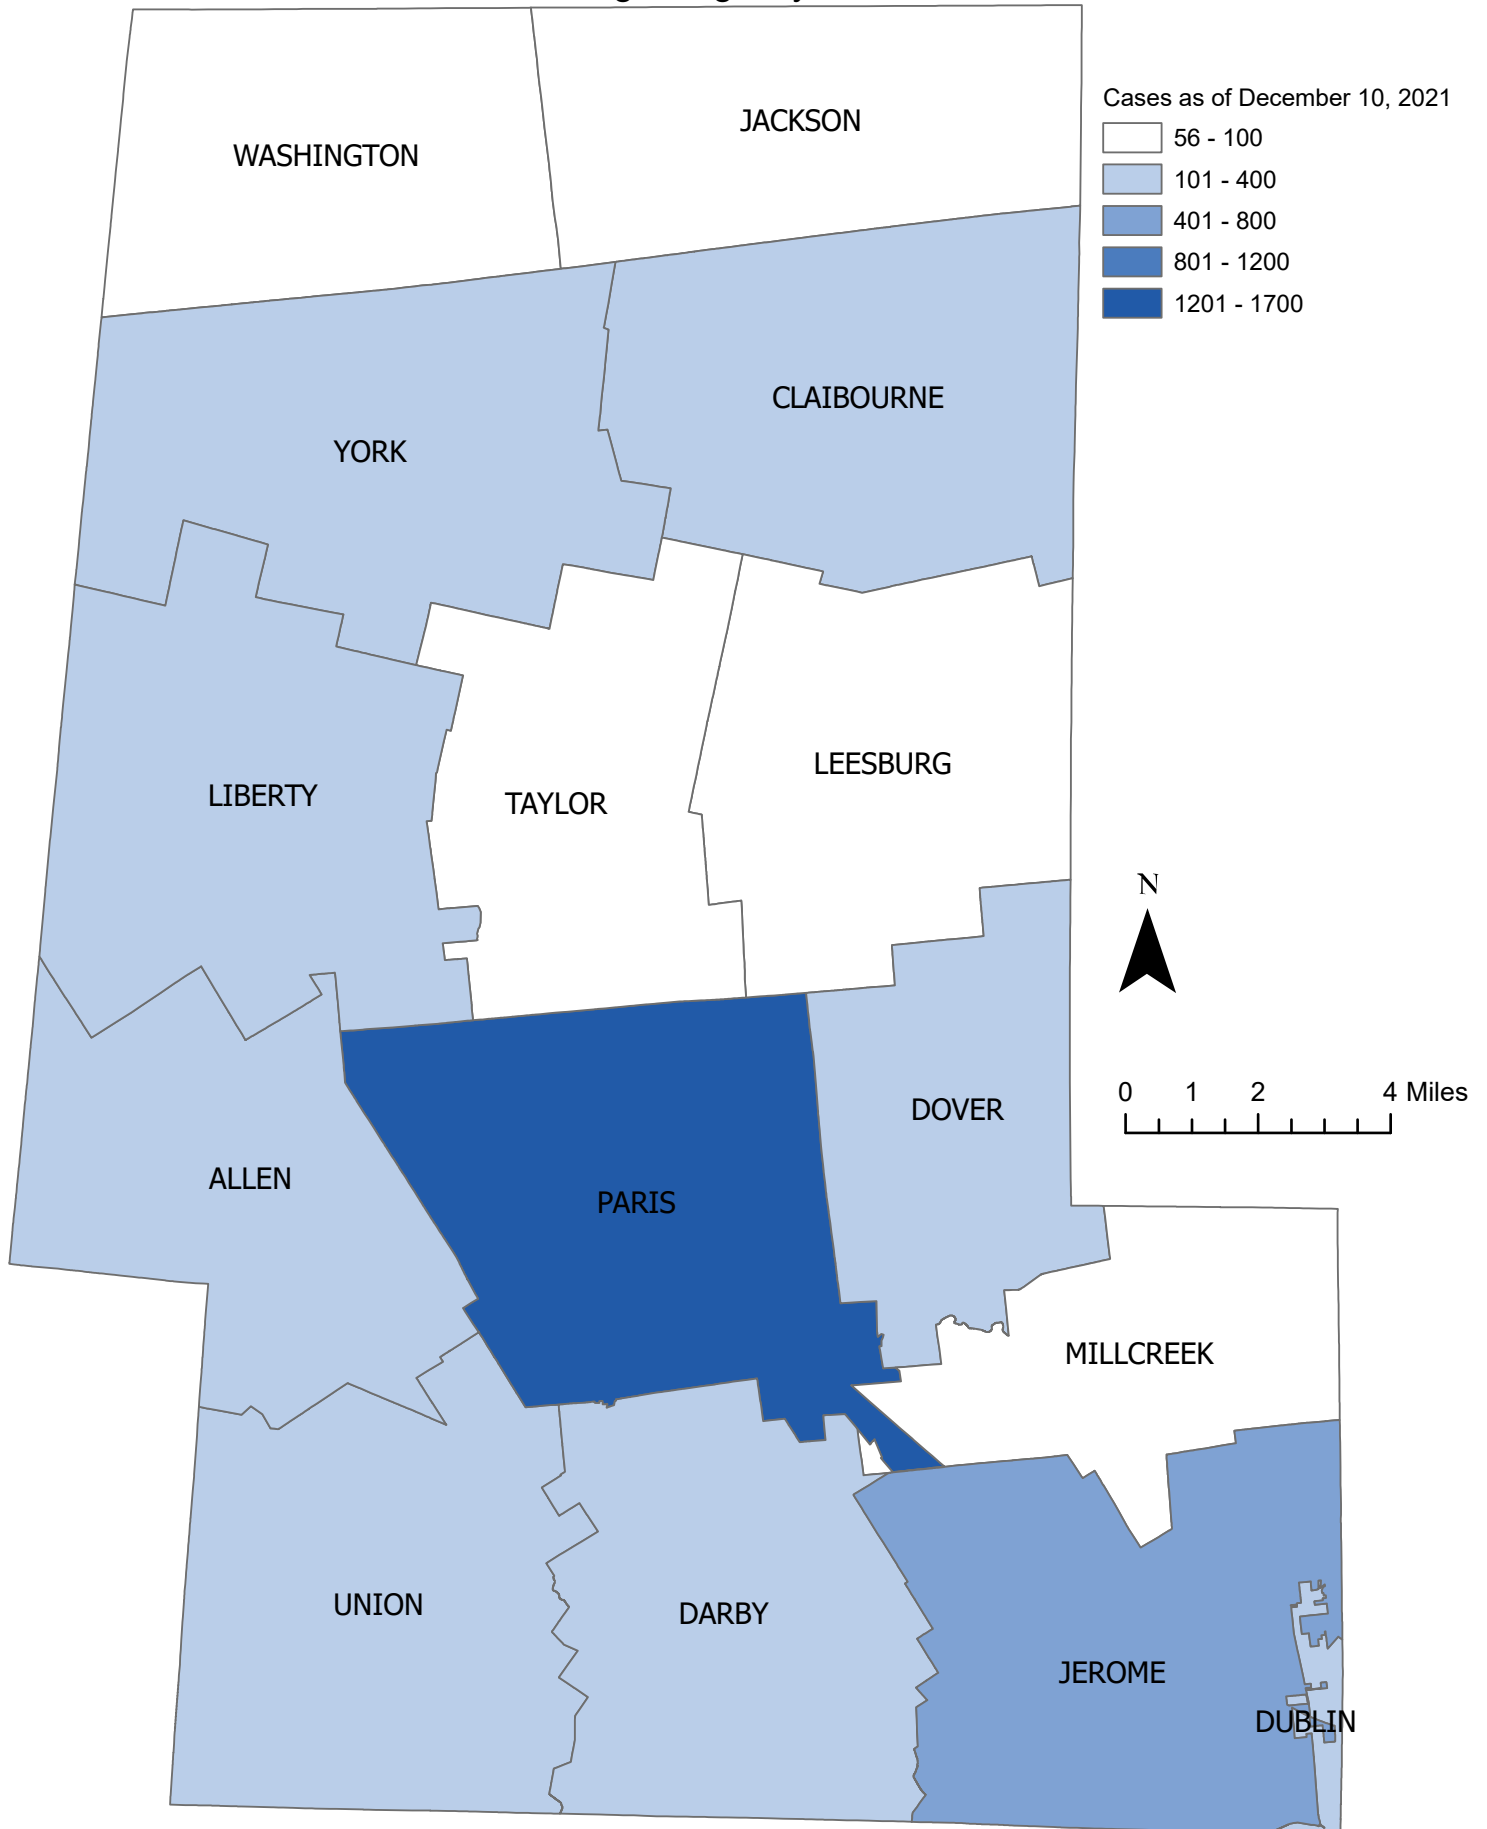 Cases as of December 10, 2021
56 - 100
101 - 400
401 - 800
801 - 1200
1201 - 1700
WASHINGTON
JACKSON
CLAIBOURNE
YORK
LEESBURG
LIBERTY
TAYLOR
N
0 1 2 4 Miles
DOVER
ALLEN
PARIS
MILLCREEK
UNION
DARBY
JEROME
DUBLIN